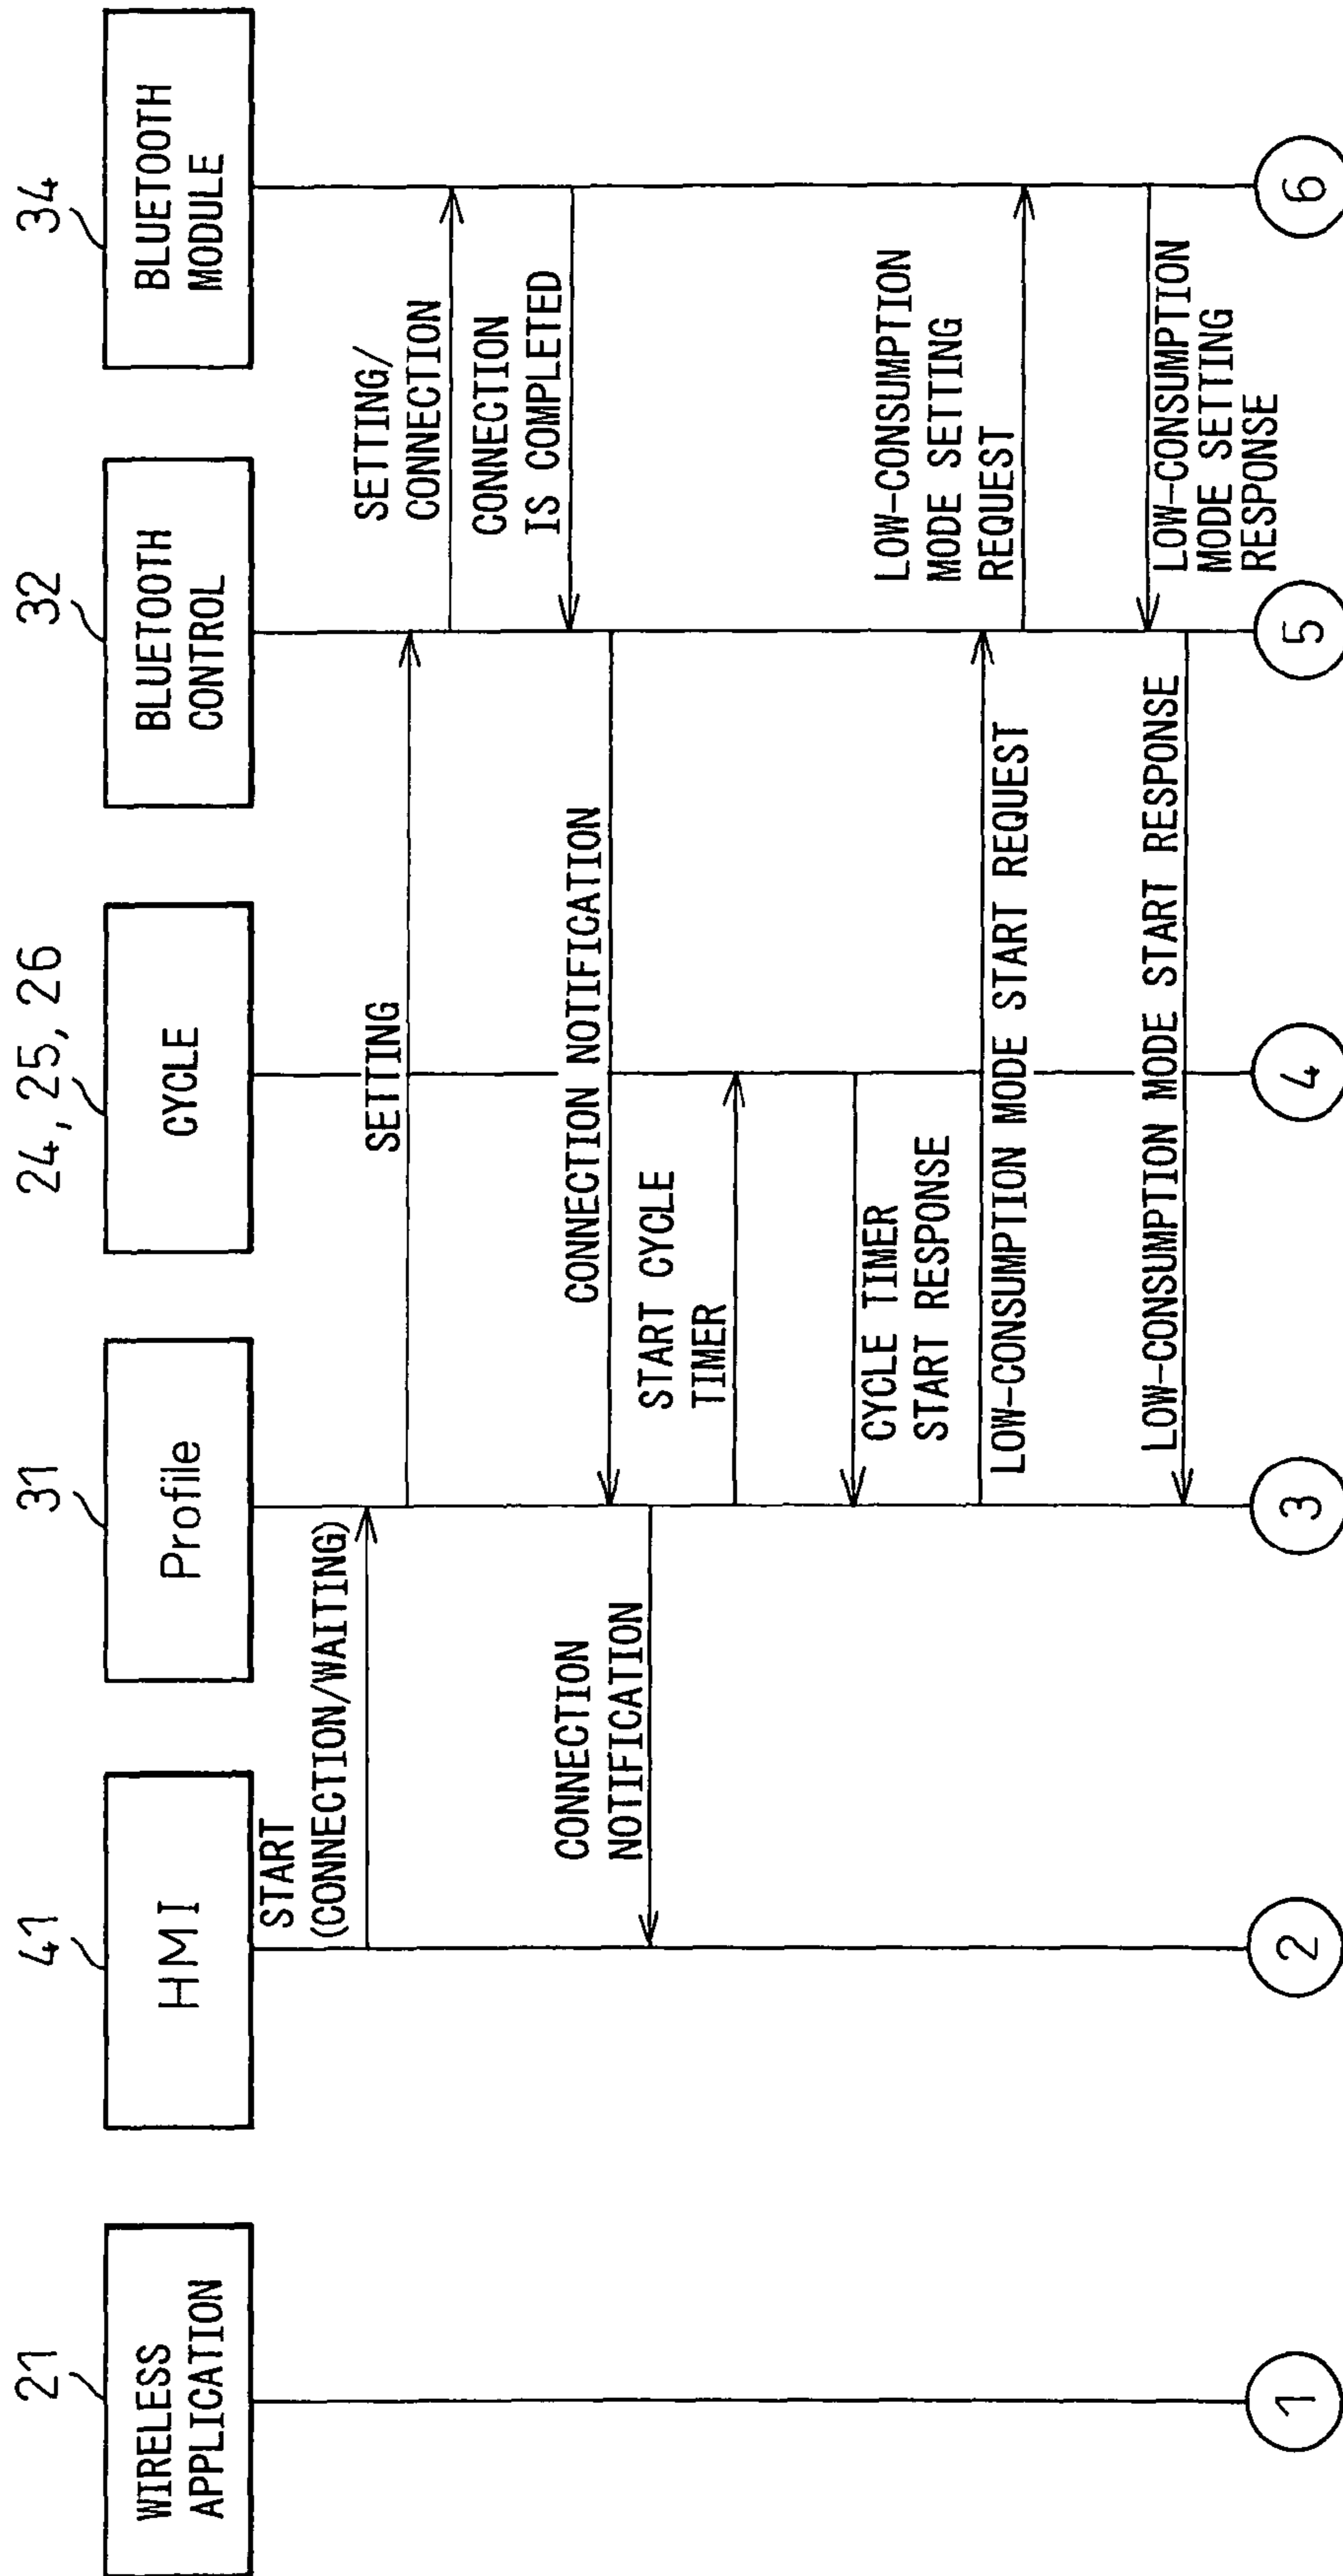 21
WIRELESS
APPLICATION
41
HMI
31
Profile
24, 25, 26
CYCLE
32
BLUETOOTH
CONTROL
34
BLUETOOTH
MODULE
START
(CONNECTION/WAITING)
SETTING
SETTING/
CONNECTION
CONNECTION
IS COMPLETED
CONNECTION NOTIFICATION
CONNECTION
NOTIFICATION
START CYCLE
TIMER
CYCLE TIMER
START RESPONSE
LOW-CONSUMPTION MODE START REQUEST
LOW-CONSUMPTION
MODE SETTING
REQUEST
LOW-CONSUMPTION
MODE SETTING
RESPONSE
LOW-CONSUMPTION MODE START RESPONSE
1
2
3
4
5
6